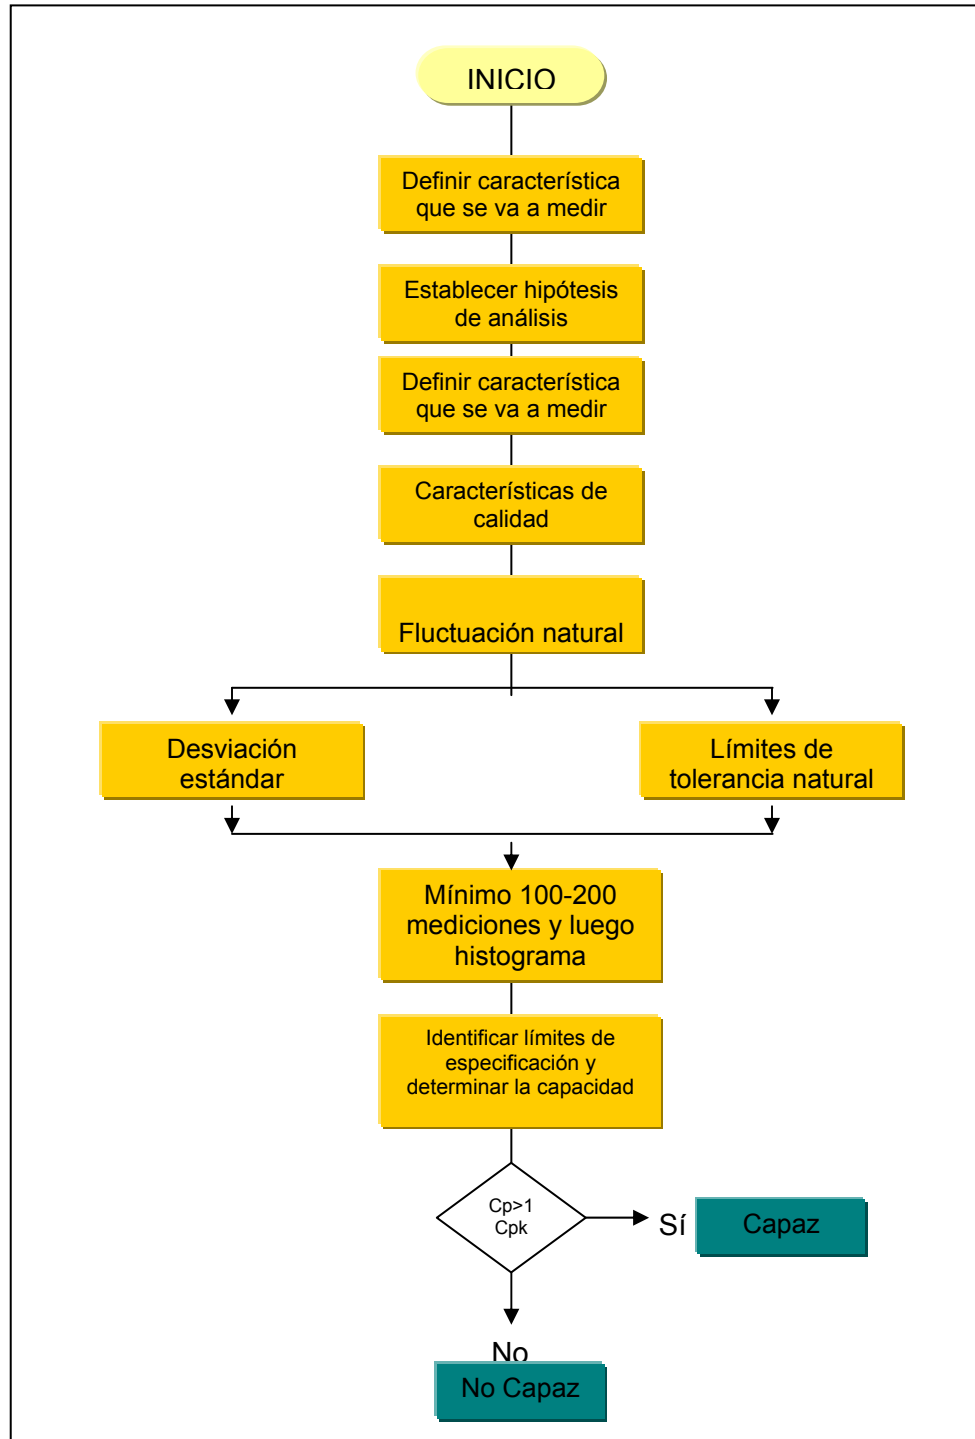 INICIO
Definir característica
que se va a medir
Establecer hipótesis
de análisis
Definir característica
que se va a medir
Características de
calidad
Fluctuación natural
Desviación
estándar
Límites de
tolerancia natural
Mínimo 100-200
mediciones y luego
histograma
Identificar límites de
especificación y
determinar la capacidad
Cp>1
Cpk
Sí
Capaz
No
No Capaz